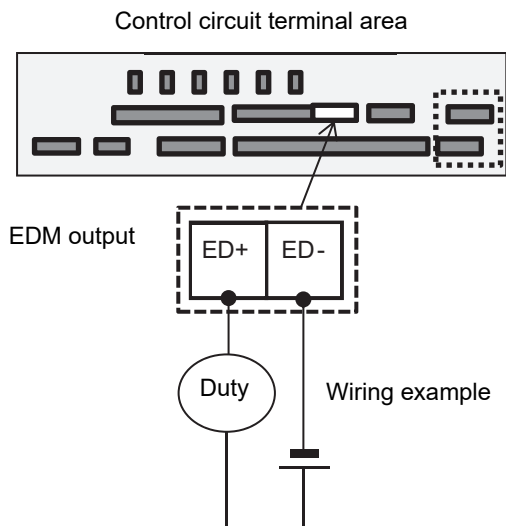 Control circuit terminal area
EDM output
ED+ ED-
Duty
Wiring example